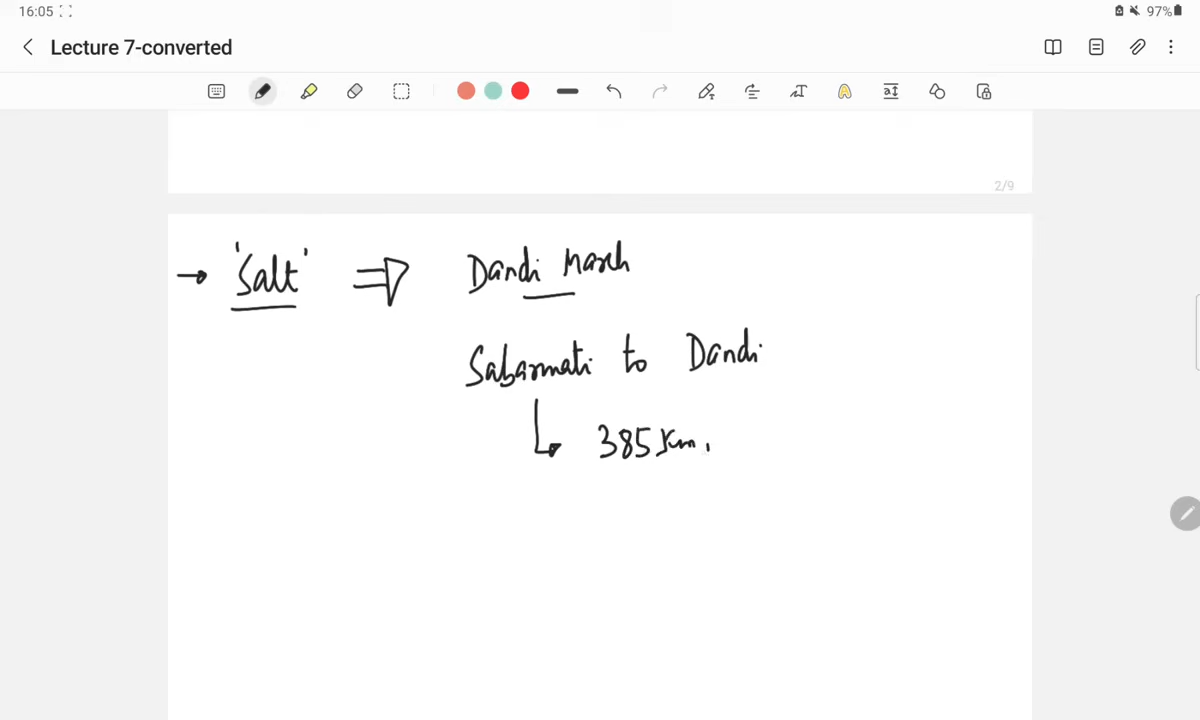 16:05
97%
Lecture 7-converted
2/9
→ 'Salt' ⇒ Dandi March
Sabarmati to Dandi
↳ 385 Km.